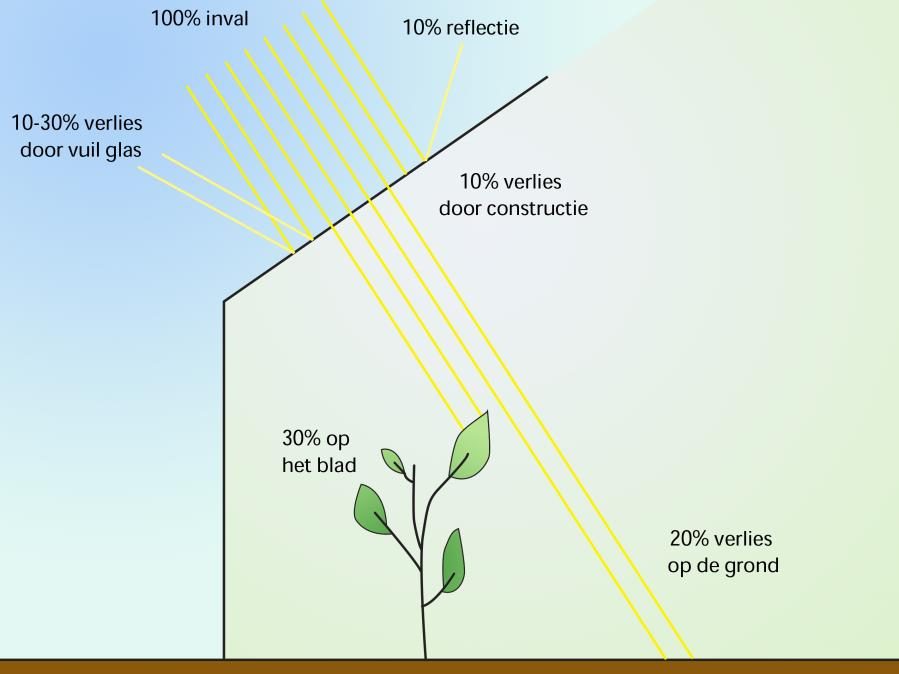 100% inval
10% reflectie
10-30% verlies
door vuil glas
10% verlies
door constructie
30% op
het blad
20% verlies
op de grond